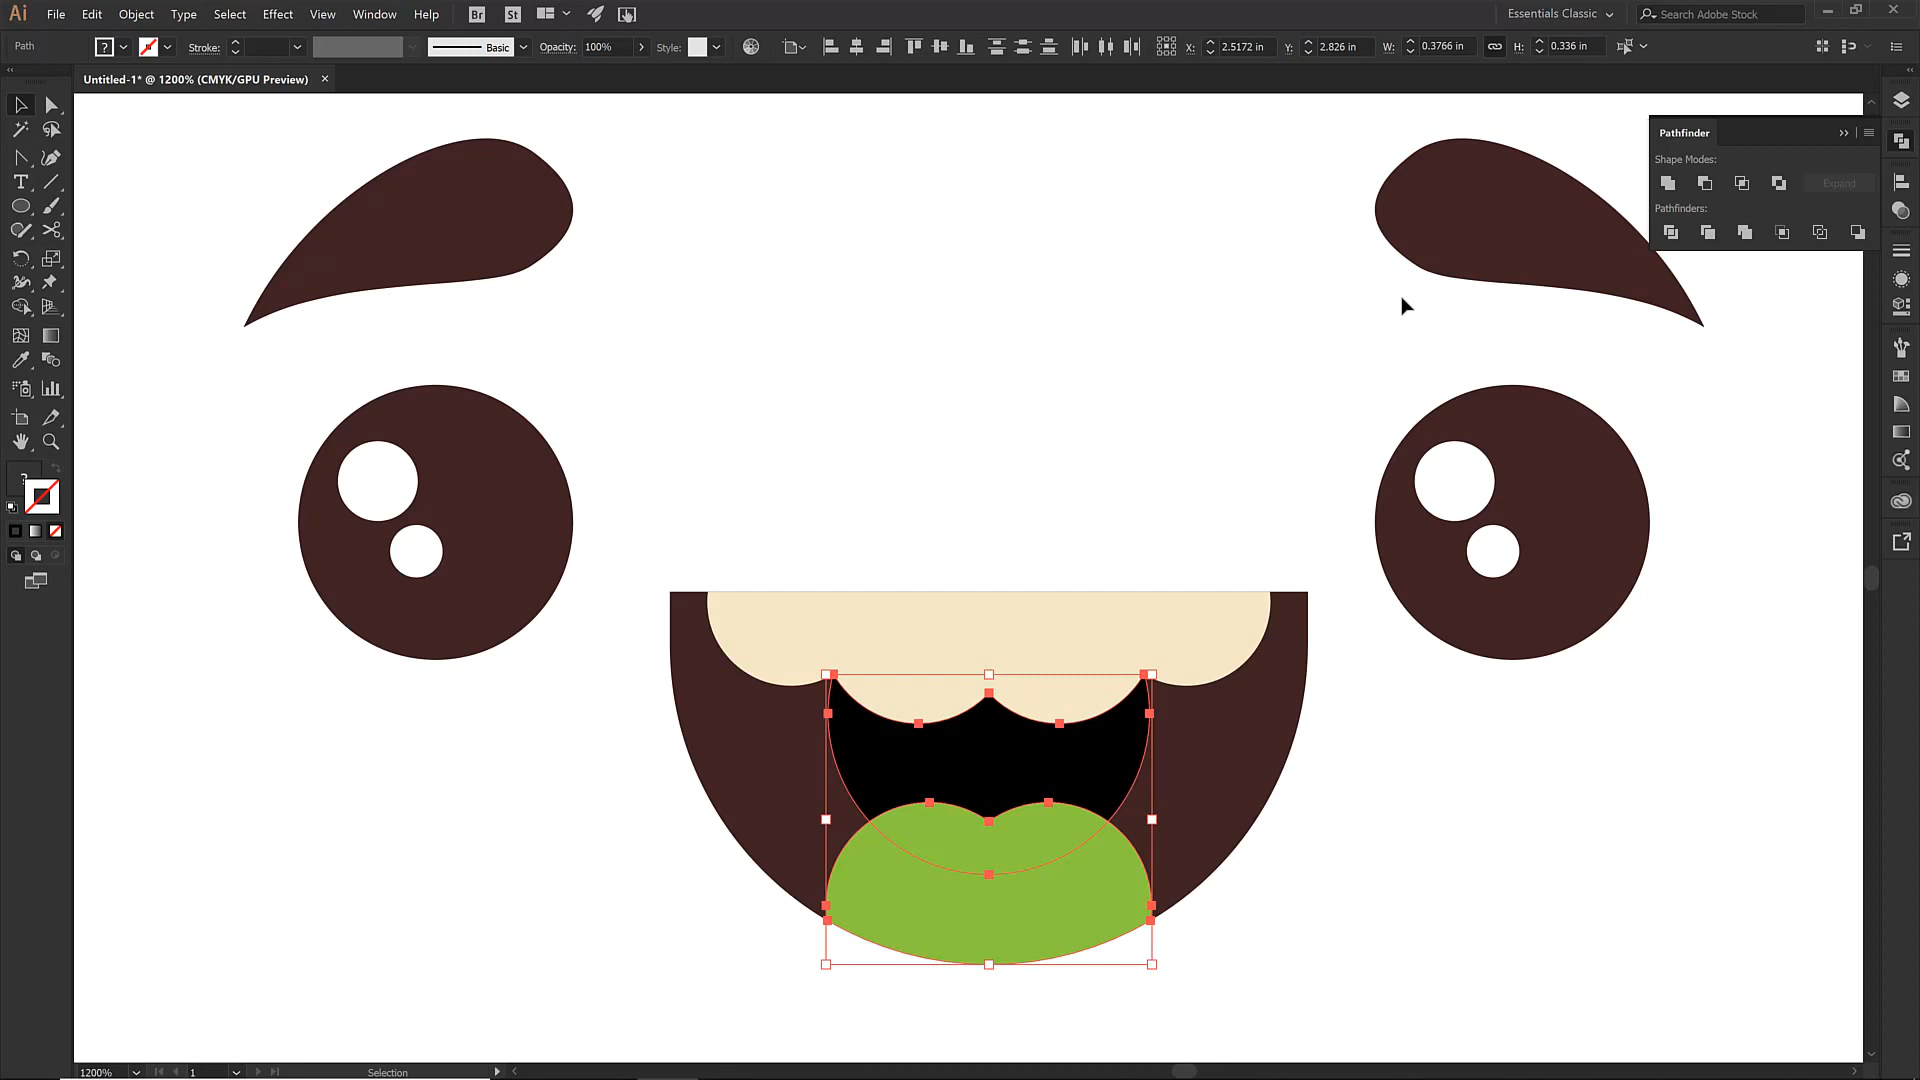 Ai File Edit Object Type Select Effect View Window Help Br St Essentials Classic Search Adobe Stock
Path ? Stroke: Basic Opacity: 100% Style: X: 2.5172 in Y: 2.826 in W: 0.3766 in H: 0.336 in
Untitled-1* @ 1200% (CMYK/GPU Preview) ×
Pathfinder
Shape Modes:
Expand
Pathfinders:
?
1200% 1 Selection